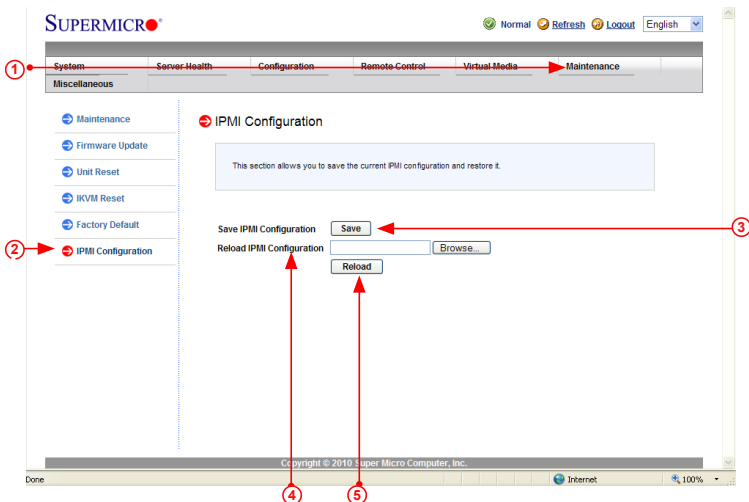 SUPERMICR
Normal Refresh Logout English
1 System Server Health Configuration Remote Control Virtual Media Maintenance
Miscellaneous
Maintenance
IPMI Configuration
Firmware Update
This section allows you to save the current IPMI configuration and restore it.
Unit Reset
IKVM Reset
Factory Default
Save IPMI Configuration Save 3
2 IPMI Configuration
Reload IPMI Configuration Browse...
Reload
Copyright © 2010 Super Micro Computer, Inc.
Done Internet 100%
4 5